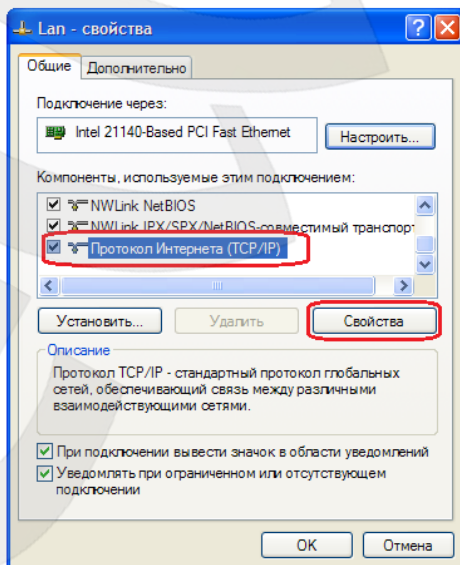 Lan - свойства
Общие
Дополнительно
Подключение через:
Intel 21140-Based PCI Fast Ethernet
Настроить...
Компоненты, используемые этим подключением:
NWLink NetBIOS
NWLink IPX/SPX/NetBIOS-совместимый транспорт
Протокол Интернета (TCP/IP)
Установить...
Удалить
Свойства
Описание
Протокол TCP/IP - стандартный протокол глобальных
сетей, обеспечивающий связь между различными
взаимодействующими сетями.
При подключении вывести значок в области уведомлений
Уведомлять при ограниченном или отсутствующем
подключении
OK
Отмена